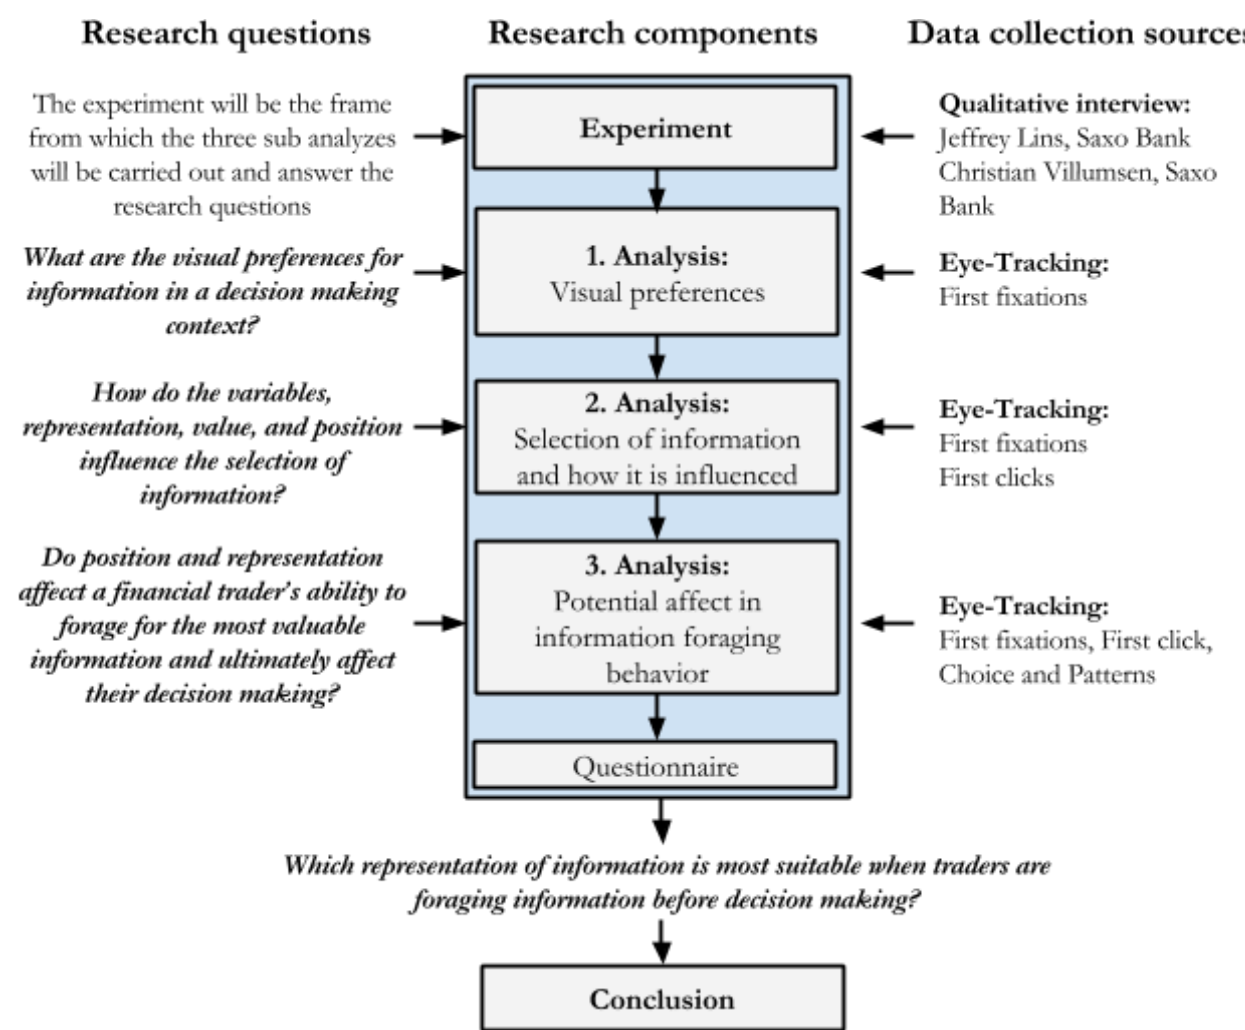 Research questions
Research components
Data collection sources
The experiment will be the frame
from which the three sub analyzes
will be carried out and answer the
research questions
Experiment
Qualitative interview:
Jeffrey Lins, Saxo Bank
Christian Villumsen, Saxo
Bank
What are the visual preferences for
information in a decision making
context?
1. Analysis:
Visual preferences
Eye-Tracking:
First fixations
How do the variables,
representation, value, and position
influence the selection of
information?
2. Analysis:
Selection of information
and how it is influenced
Eye-Tracking:
First fixations
First clicks
Do position and representation
affecct a financial trader's ability to
forage for the most valuable
information and ultimately affect
their decision making?
3. Analysis:
Potential affect in
information foraging
behavior
Eye-Tracking:
First fixations, First click,
Choice and Patterns
Questionnaire
Which representation of information is most suitable when traders are
foraging information before decision making?
Conclusion